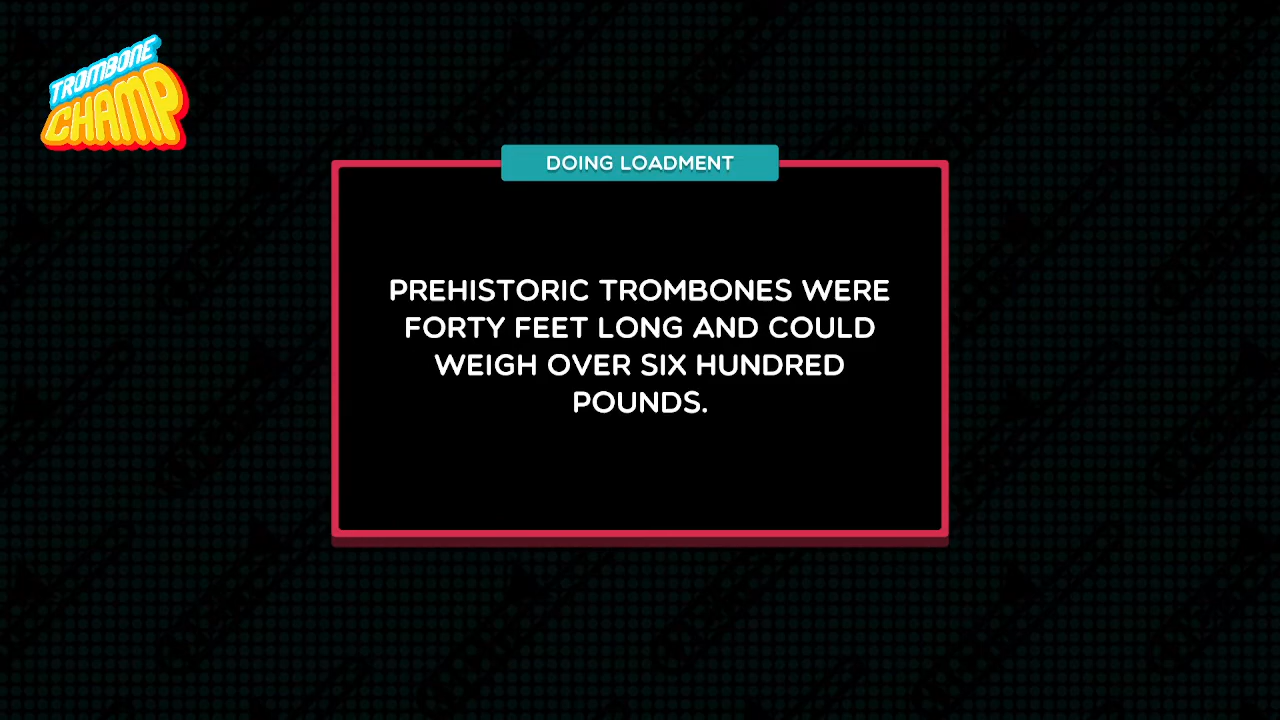 TROMBONE
CHAMP
DOING LOADMENT
PREHISTORIC TROMBONES WERE
FORTY FEET LONG AND COULD
WEIGH OVER SIX HUNDRED
POUNDS.